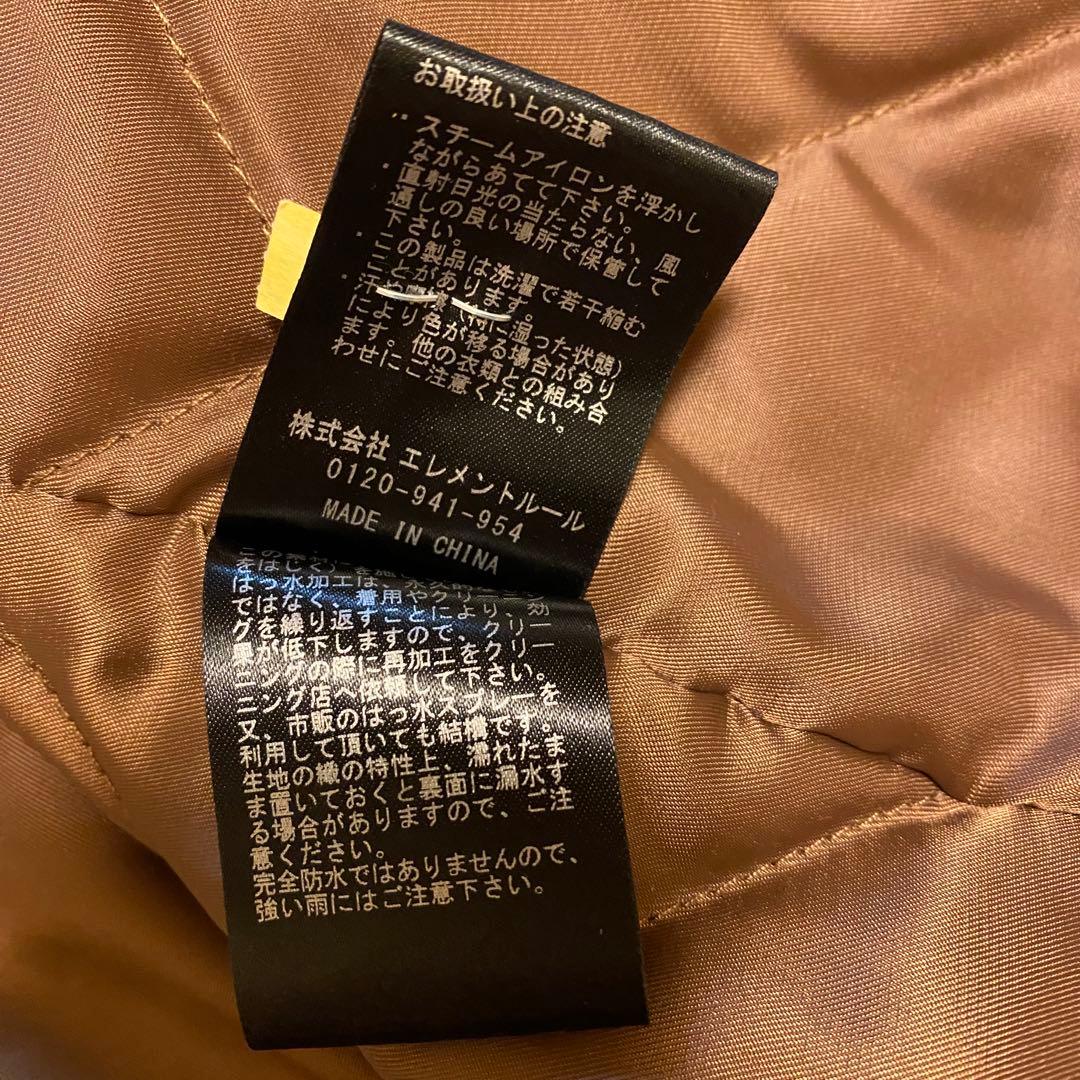 お取扱い上の注意
・スチームアイロンを浮かし
ながらあてて下さい。
直射日光の当たらない、風
通しの良い場所で保管して
下さい。
・この製品は洗濯で若干縮む
ことがあります。
・汗や摩擦(特に湿った状態)
により色が移る場合があり
ます。他の衣類との組み合
わせにご注意ください。
株式会社 エレメントルール
0120-941-954
MADE IN CHINA
はっ水加工は、
ではなく、着用やクリーニン
グを繰り返すことにより、効
果が低下しますので、クリー
ニングの際に再加工をクリー
ニング店へ依頼して下さい。
又、市販のはっ水スプレーを
利用して頂いても結構です。
生地の織の特性上、濡れたま
ま置いておくと裏面に漏水す
る場合がありますので、ご注
意ください。
完全防水ではありませんので、
強い雨にはご注意下さい。